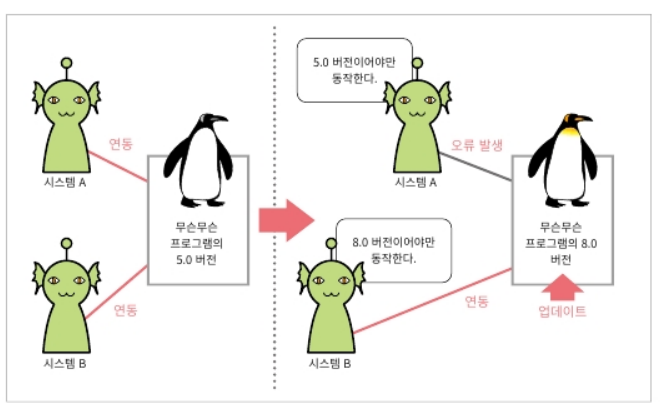 연동
시스템 A
무슨무슨
프로그램의
5.0 버전
연동
시스템 B
5.0 버전이어야만
동작한다.
오류 발생
시스템 A
무슨무슨
프로그램의 8.0
버전
8.0 버전이어야만
동작한다.
연동
업데이트
시스템 B